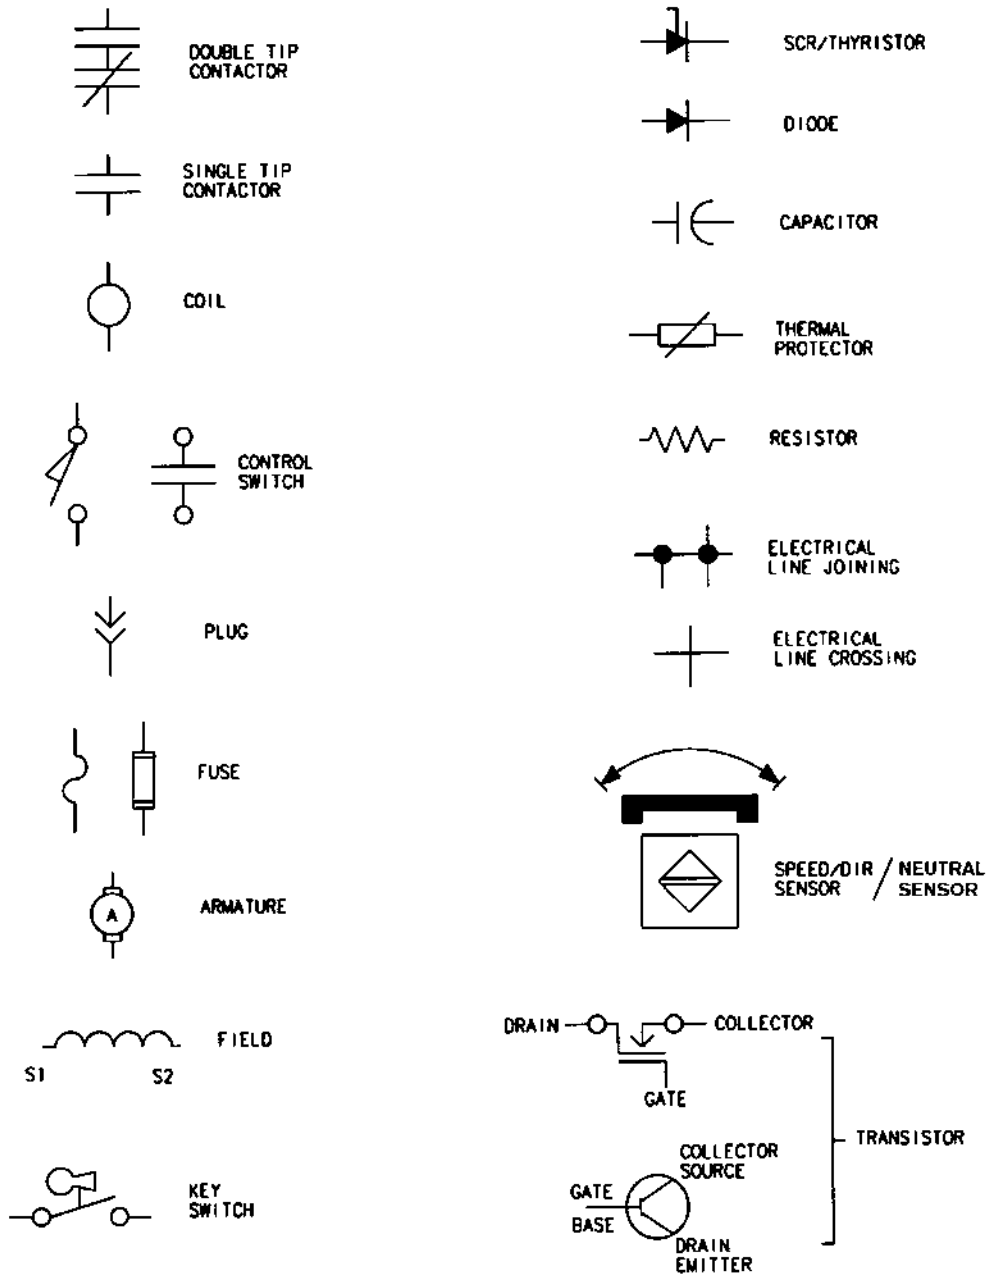 DOUBLE TIP
CONTACTOR
SINGLE TIP
CONTACTOR
COIL
CONTROL
SWITCH
PLUG
FUSE
A
ARMATURE
FIELD
S1 S2
KEY
SWITCH
SCR/THYRISTOR
DIODE
CAPACITOR
THERMAL
PROTECTOR
RESISTOR
ELECTRICAL
LINE JOINING
ELECTRICAL
LINE CROSSING
SPEED/DIR / NEUTRAL
SENSOR SENSOR
DRAIN COLLECTOR
GATE
TRANSISTOR
COLLECTOR
SOURCE
GATE
BASE
DRAIN
EMITTER